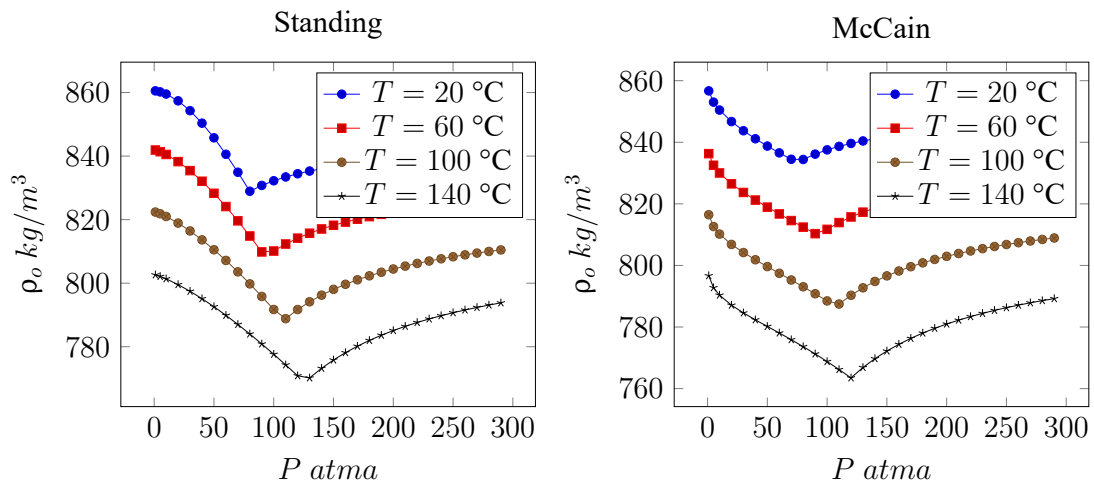 Standing
860
840
820
800
780
0 50 100 150 200 250 300
P atma
ρo kg/m³
T = 20 °C
T = 60 °C
T = 100 °C
T = 140 °C
McCain
860
840
820
800
780
760
0 50 100 150 200 250 300
P atma
ρo kg/m³
T = 20 °C
T = 60 °C
T = 100 °C
T = 140 °C